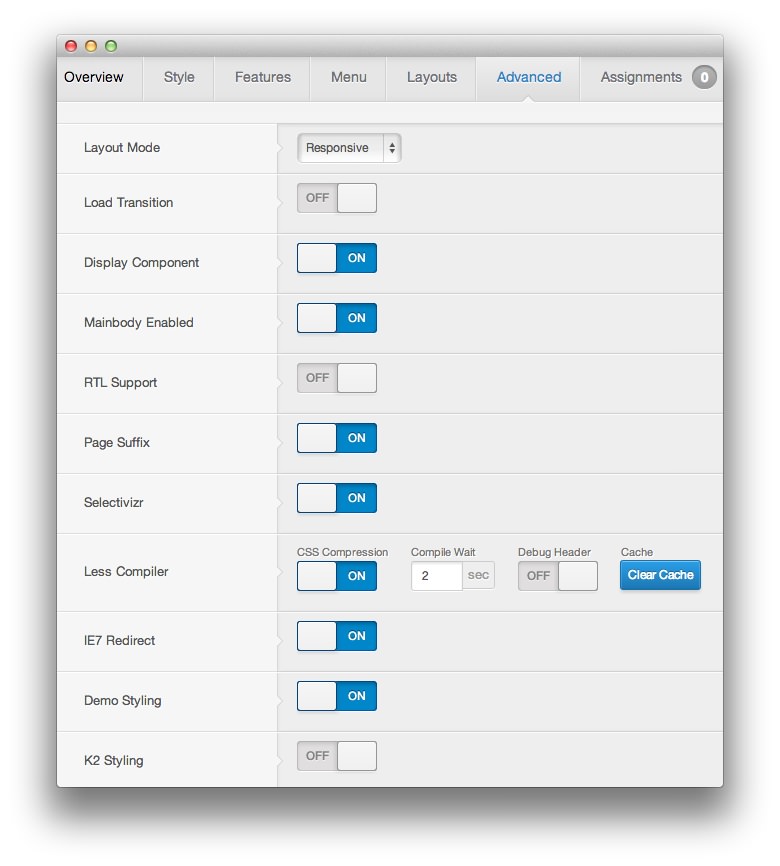 Overview Style Features Menu Layouts Advanced Assignments 0
Layout Mode Responsive
Load Transition OFF
Display Component ON
Mainbody Enabled ON
RTL Support OFF
Page Suffix ON
Selectivizr ON
CSS Compression Compile Wait Debug Header Cache
Less Compiler ON 2 sec OFF Clear Cache
IE7 Redirect ON
Demo Styling ON
K2 Styling OFF